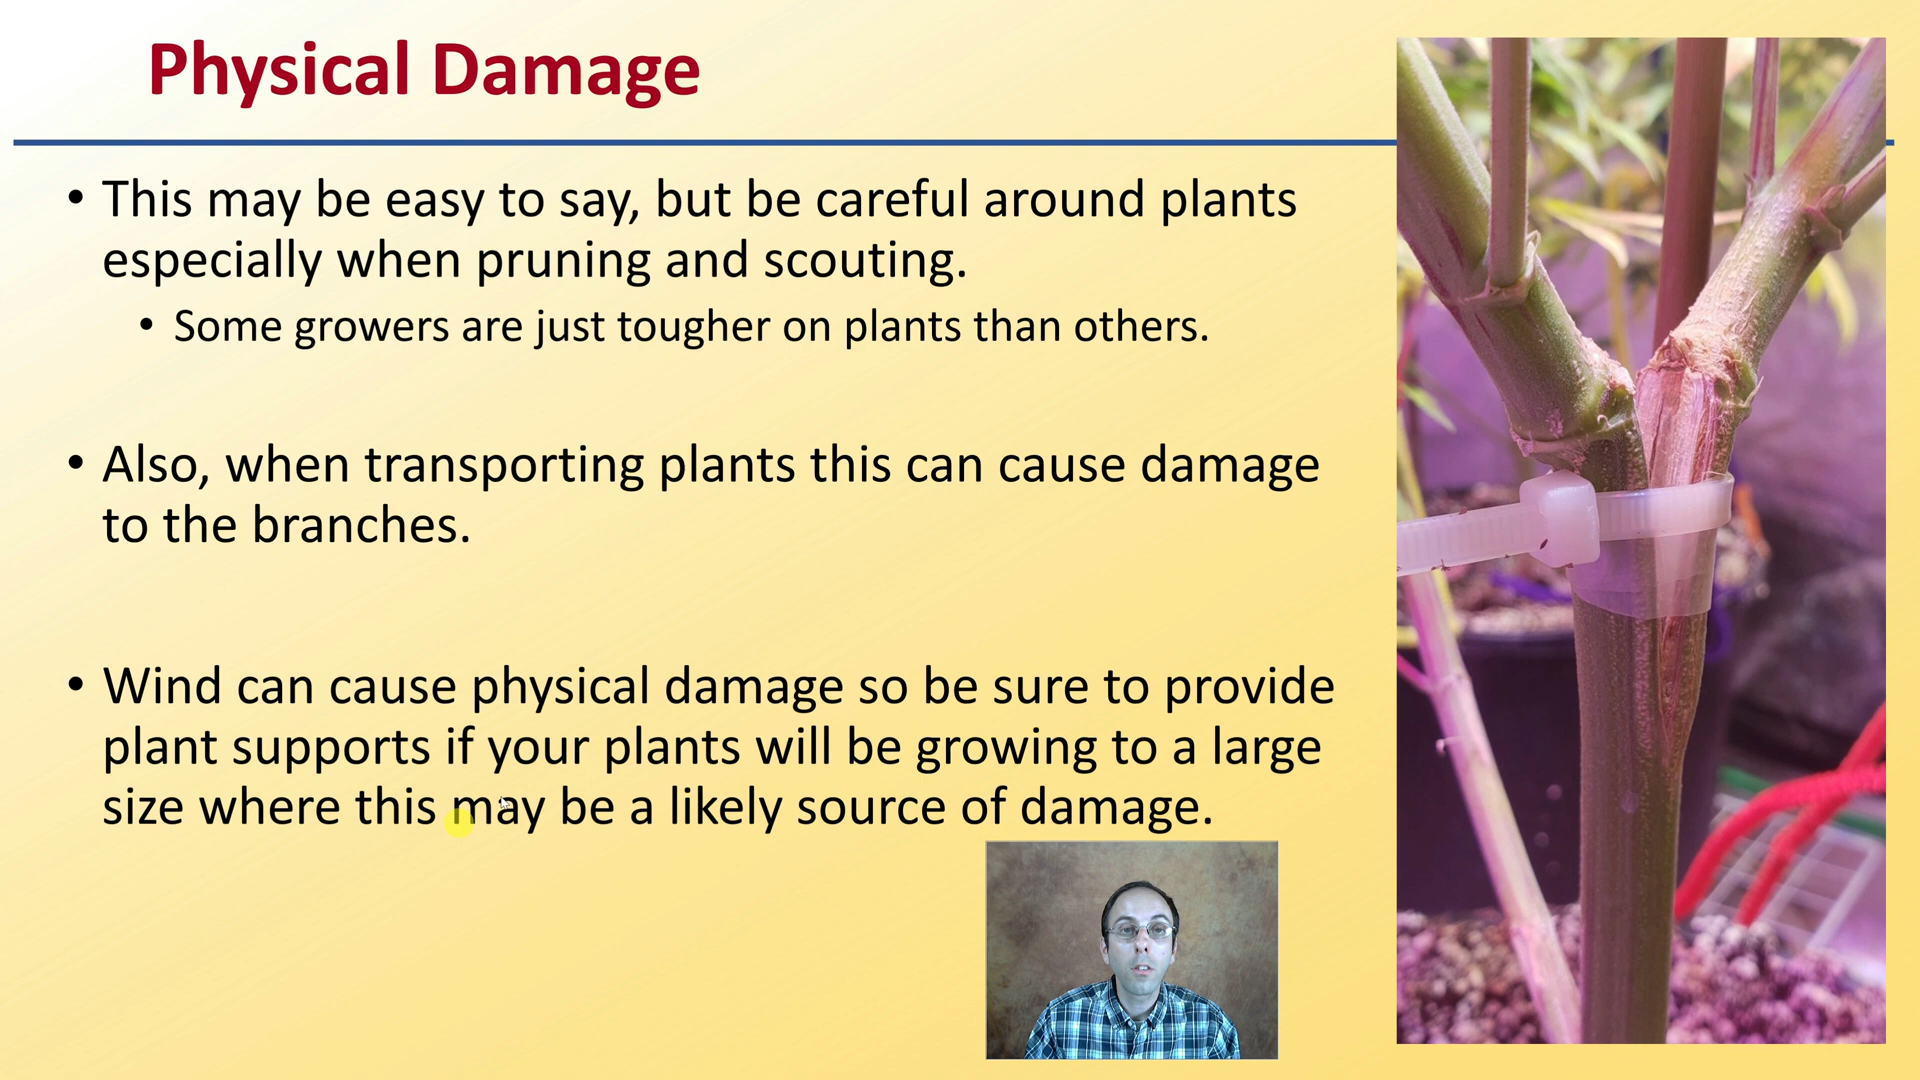 Physical Damage
• This may be easy to say, but be careful around plants
especially when pruning and scouting.
• Some growers are just tougher on plants than others.
• Also, when transporting plants this can cause damage
to the branches.
• Wind can cause physical damage so be sure to provide
plant supports if your plants will be growing to a large
size where this may be a likely source of damage.